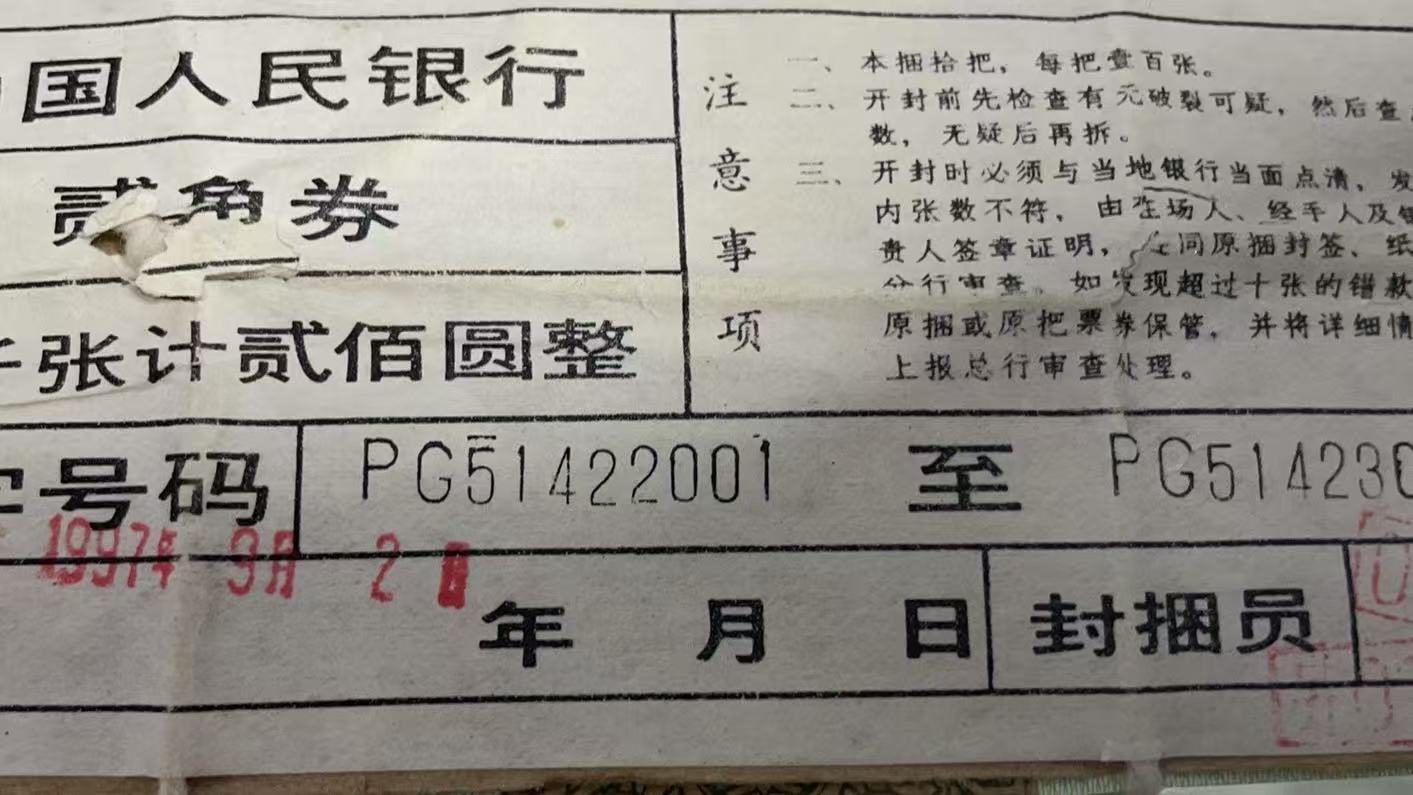 国人民银行
贰角券
张计贰佰圆整
注意事项
一、本捆拾把，每把壹百张。
二、开封前先检查有无破裂可疑，然后查
数，无疑后再拆。
三、开封时必须与当地银行当面点清，发
内张数不符，由在场人、经手人及
责人签章证明，同原捆封签、纸
分行审查。如发现超过十张的错款
原捆或原把票券保管，并将详细情
上报总行审查处理。
号码 PG51422001 至 PG514230
1997年 9月 2日
年 月 日 封捆员